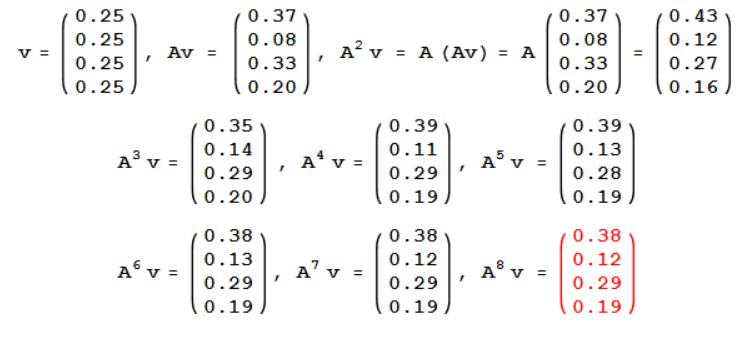 v = (0.25 0.25 0.25 0.25), Av = (0.37 0.08 0.33 0.20), A² v = A (Av) = A (0.37 0.08 0.33 0.20) = (0.43 0.12 0.27 0.16)
A³ v = (0.35 0.14 0.29 0.20), A⁴ v = (0.39 0.11 0.29 0.19), A⁵ v = (0.39 0.13 0.28 0.19)
A⁶ v = (0.38 0.13 0.29 0.19), A⁷ v = (0.38 0.12 0.29 0.19), A⁸ v = (0.38 0.12 0.29 0.19)